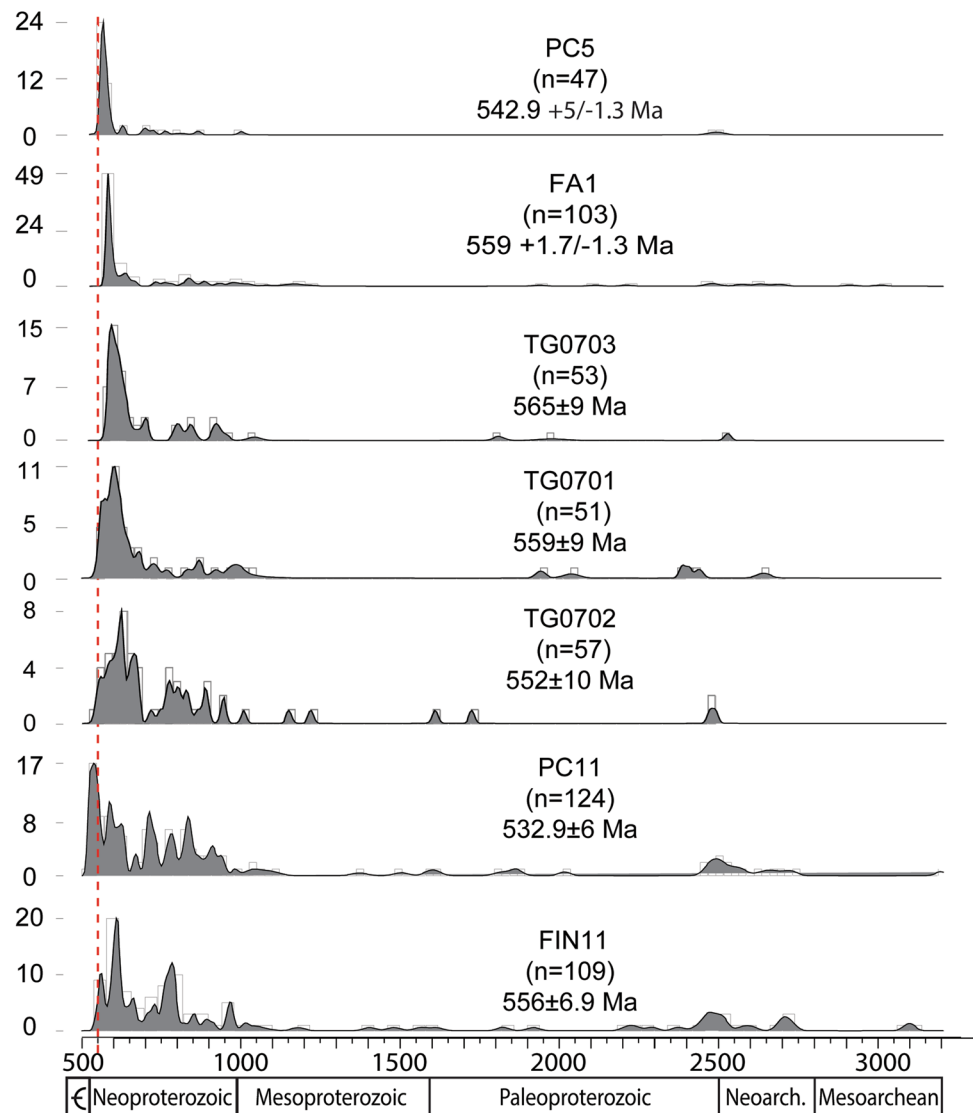 24
12
0
PC5
(n=47)
542.9 +5/-1.3 Ma
49
24
0
FA1
(n=103)
559 +1.7/-1.3 Ma
15
7
0
TG0703
(n=53)
565±9 Ma
11
5
0
TG0701
(n=51)
559±9 Ma
8
4
0
TG0702
(n=57)
552±10 Ma
17
8
0
PC11
(n=124)
532.9±6 Ma
20
10
0
FIN11
(n=109)
556±6.9 Ma
500 1000 1500 2000 2500 3000
Є Neoproterozoic Mesoproterozoic Paleoproterozoic Neoarch. Mesoarchean